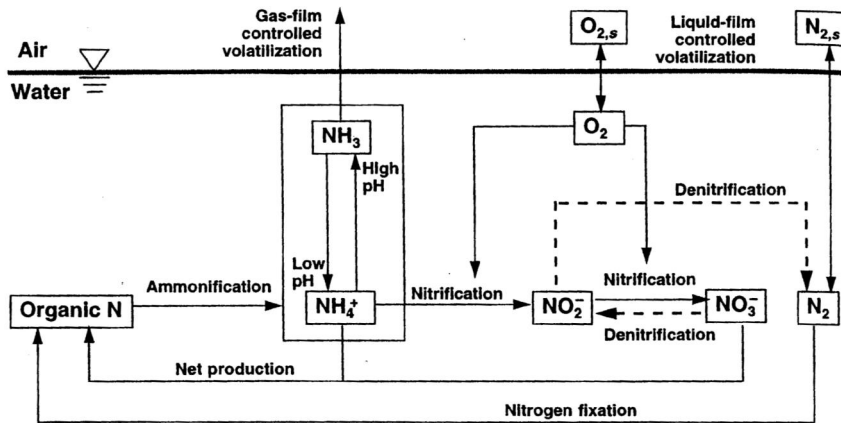 Gas-film
controlled
volatilization
O2,s
Liquid-film
controlled
volatilization
N2,s
Air
Water
NH3
O2
High
pH
Denitrification
Low
pH
Ammonification
Nitrification
Nitrification
Organic N
NH4+
NO2−
NO3−
N2
Denitrification
Net production
Nitrogen fixation